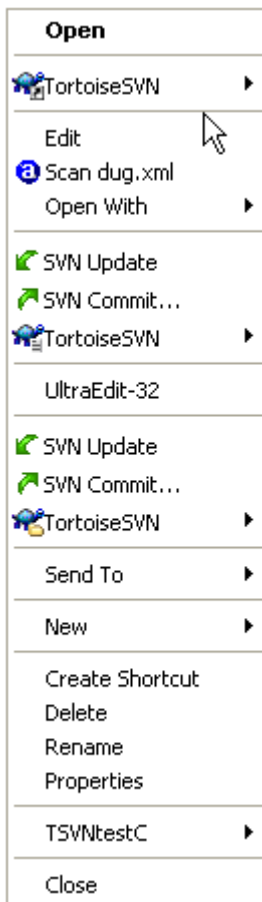 Open
TortoiseSVN
Edit
Scan dug.xml
Open With
SVN Update
SVN Commit...
TortoiseSVN
UltraEdit-32
SVN Update
SVN Commit...
TortoiseSVN
Send To
New
Create Shortcut
Delete
Rename
Properties
TSVNtestC
Close